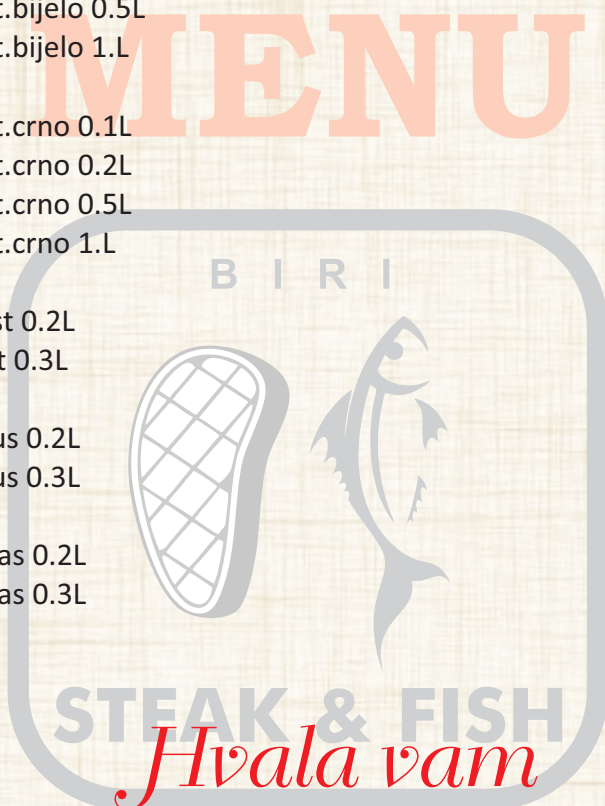 t.bijelo 0.5L
MENU
t.bijelo 1.L
t.crno 0.1L
t.crno 0.2L
t.crno 0.5L
t.crno 1.L
BIRI
st 0.2L
t 0.3L
us 0.2L
us 0.3L
as 0.2L
as 0.3L
STEAK & FISH
Hvala vam